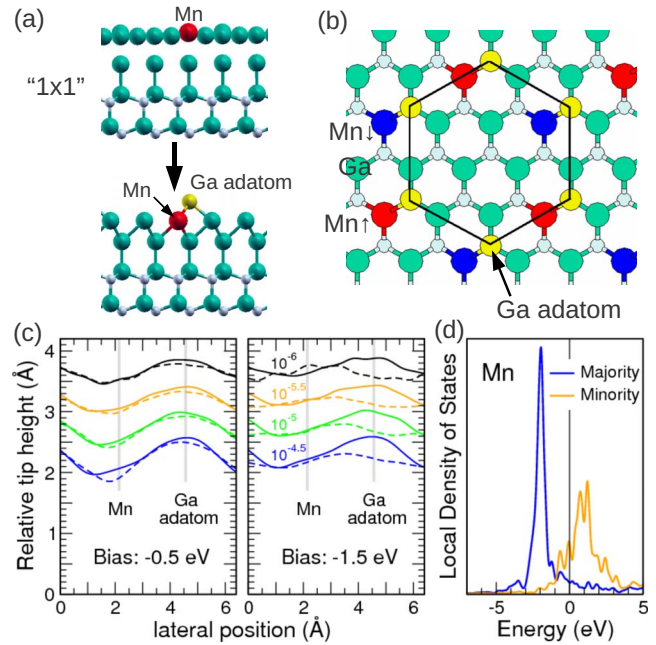 (a)
Mn
“1x1”
Mn
Ga adatom
(b)
Mn↓
Ga
Mn↑
Ga adatom
(c)
Relative tip height (Å)
4
3
2
1
0
10⁻⁶
10⁻⁵·⁵
10⁻⁵
10⁻⁴·⁵
Mn
Ga
adatom
Bias: -0.5 eV
Mn
Ga
adatom
Bias: -1.5 eV
0 2 4 6
0 2 4 6
lateral position (Å)
(d)
Mn
Majority
Minority
Local Density of States
-5 0 5
Energy (eV)